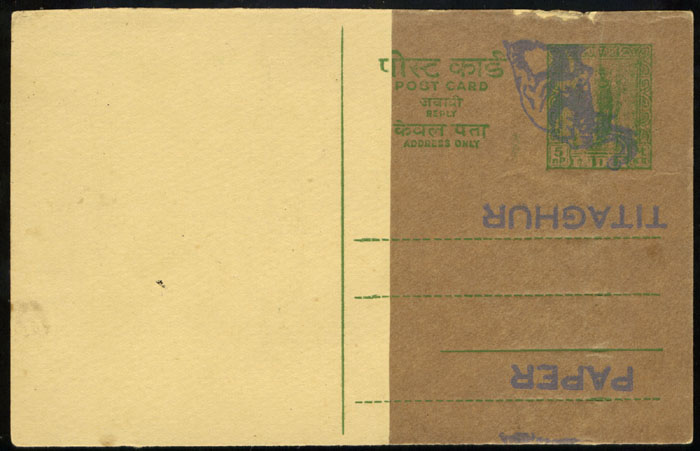 पोस्ट कार्ड
POST CARD
जवाबी
REPLY
केवल पता
ADDRESS ONLY
INDIA
TITAGHUR
PAPER